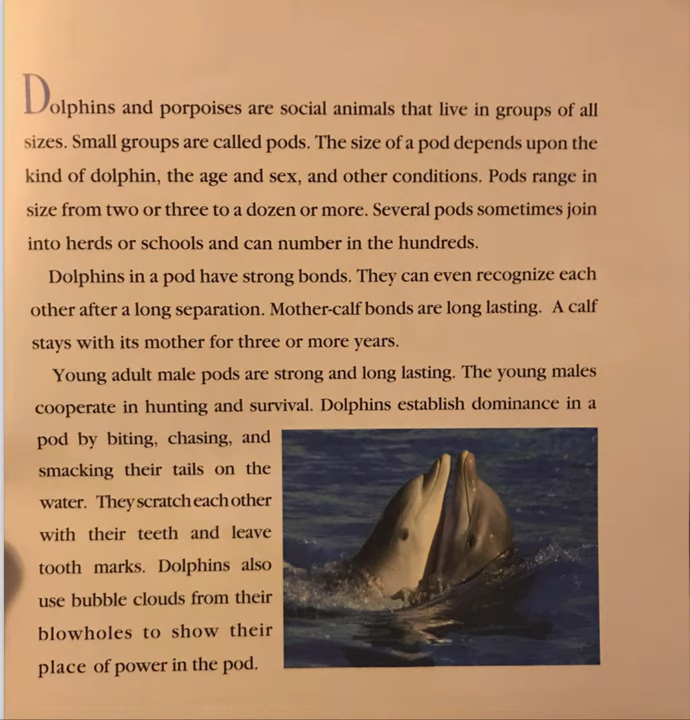 Dolphins and porpoises are social animals that live in groups of all
sizes. Small groups are called pods. The size of a pod depends upon the
kind of dolphin, the age and sex, and other conditions. Pods range in
size from two or three to a dozen or more. Several pods sometimes join
into herds or schools and can number in the hundreds.
Dolphins in a pod have strong bonds. They can even recognize each
other after a long separation. Mother-calf bonds are long lasting. A calf
stays with its mother for three or more years.
Young adult male pods are strong and long lasting. The young males
cooperate in hunting and survival. Dolphins establish dominance in a
pod by biting, chasing, and
smacking their tails on the
water. They scratch each other
with their teeth and leave
tooth marks. Dolphins also
use bubble clouds from their
blowholes to show their
place of power in the pod.